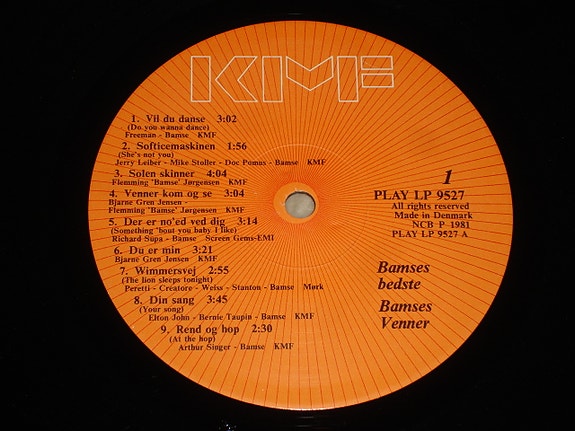 KMF
1. Vil du danse 3:02
(Do you wanna dance)
Freeman - Bamse KMF
2. Softicemaskinen 1:56
(She's not you)
Jerry Leiber - Mike Stoller - Doc Pomus - Bamse KMF
3. Solen skinner 4:04
Flemming 'Bamse' Jørgensen KMF
4. Venner kom og se 3:04
Bjarne Gren Jensen -
Flemming 'Bamse' Jørgensen KMF
5. Der er no'ed ved dig 3:14
(Something 'bout you baby I like)
Richard Supa - Bamse Screen Gems-EMI
6. Du er min 3:21
Bjarne Gren Jensen KMF
7. Wimmersvej 2:55
(The lion sleeps tonight)
Peretti - Creatore - Weiss - Stanton - Bamse Mørk
8. Din sang 3:45
(Your song)
Elton John - Bernie Taupin - Bamse KMF
9. Rend og hop 2:30
(At the hop)
Arthur Singer - Bamse KMF
1
PLAY LP 9527
All rights reserved
Made in Denmark
NCB P 1981
PLAY LP 9527 A
Bamses
bedste
Bamses
Venner